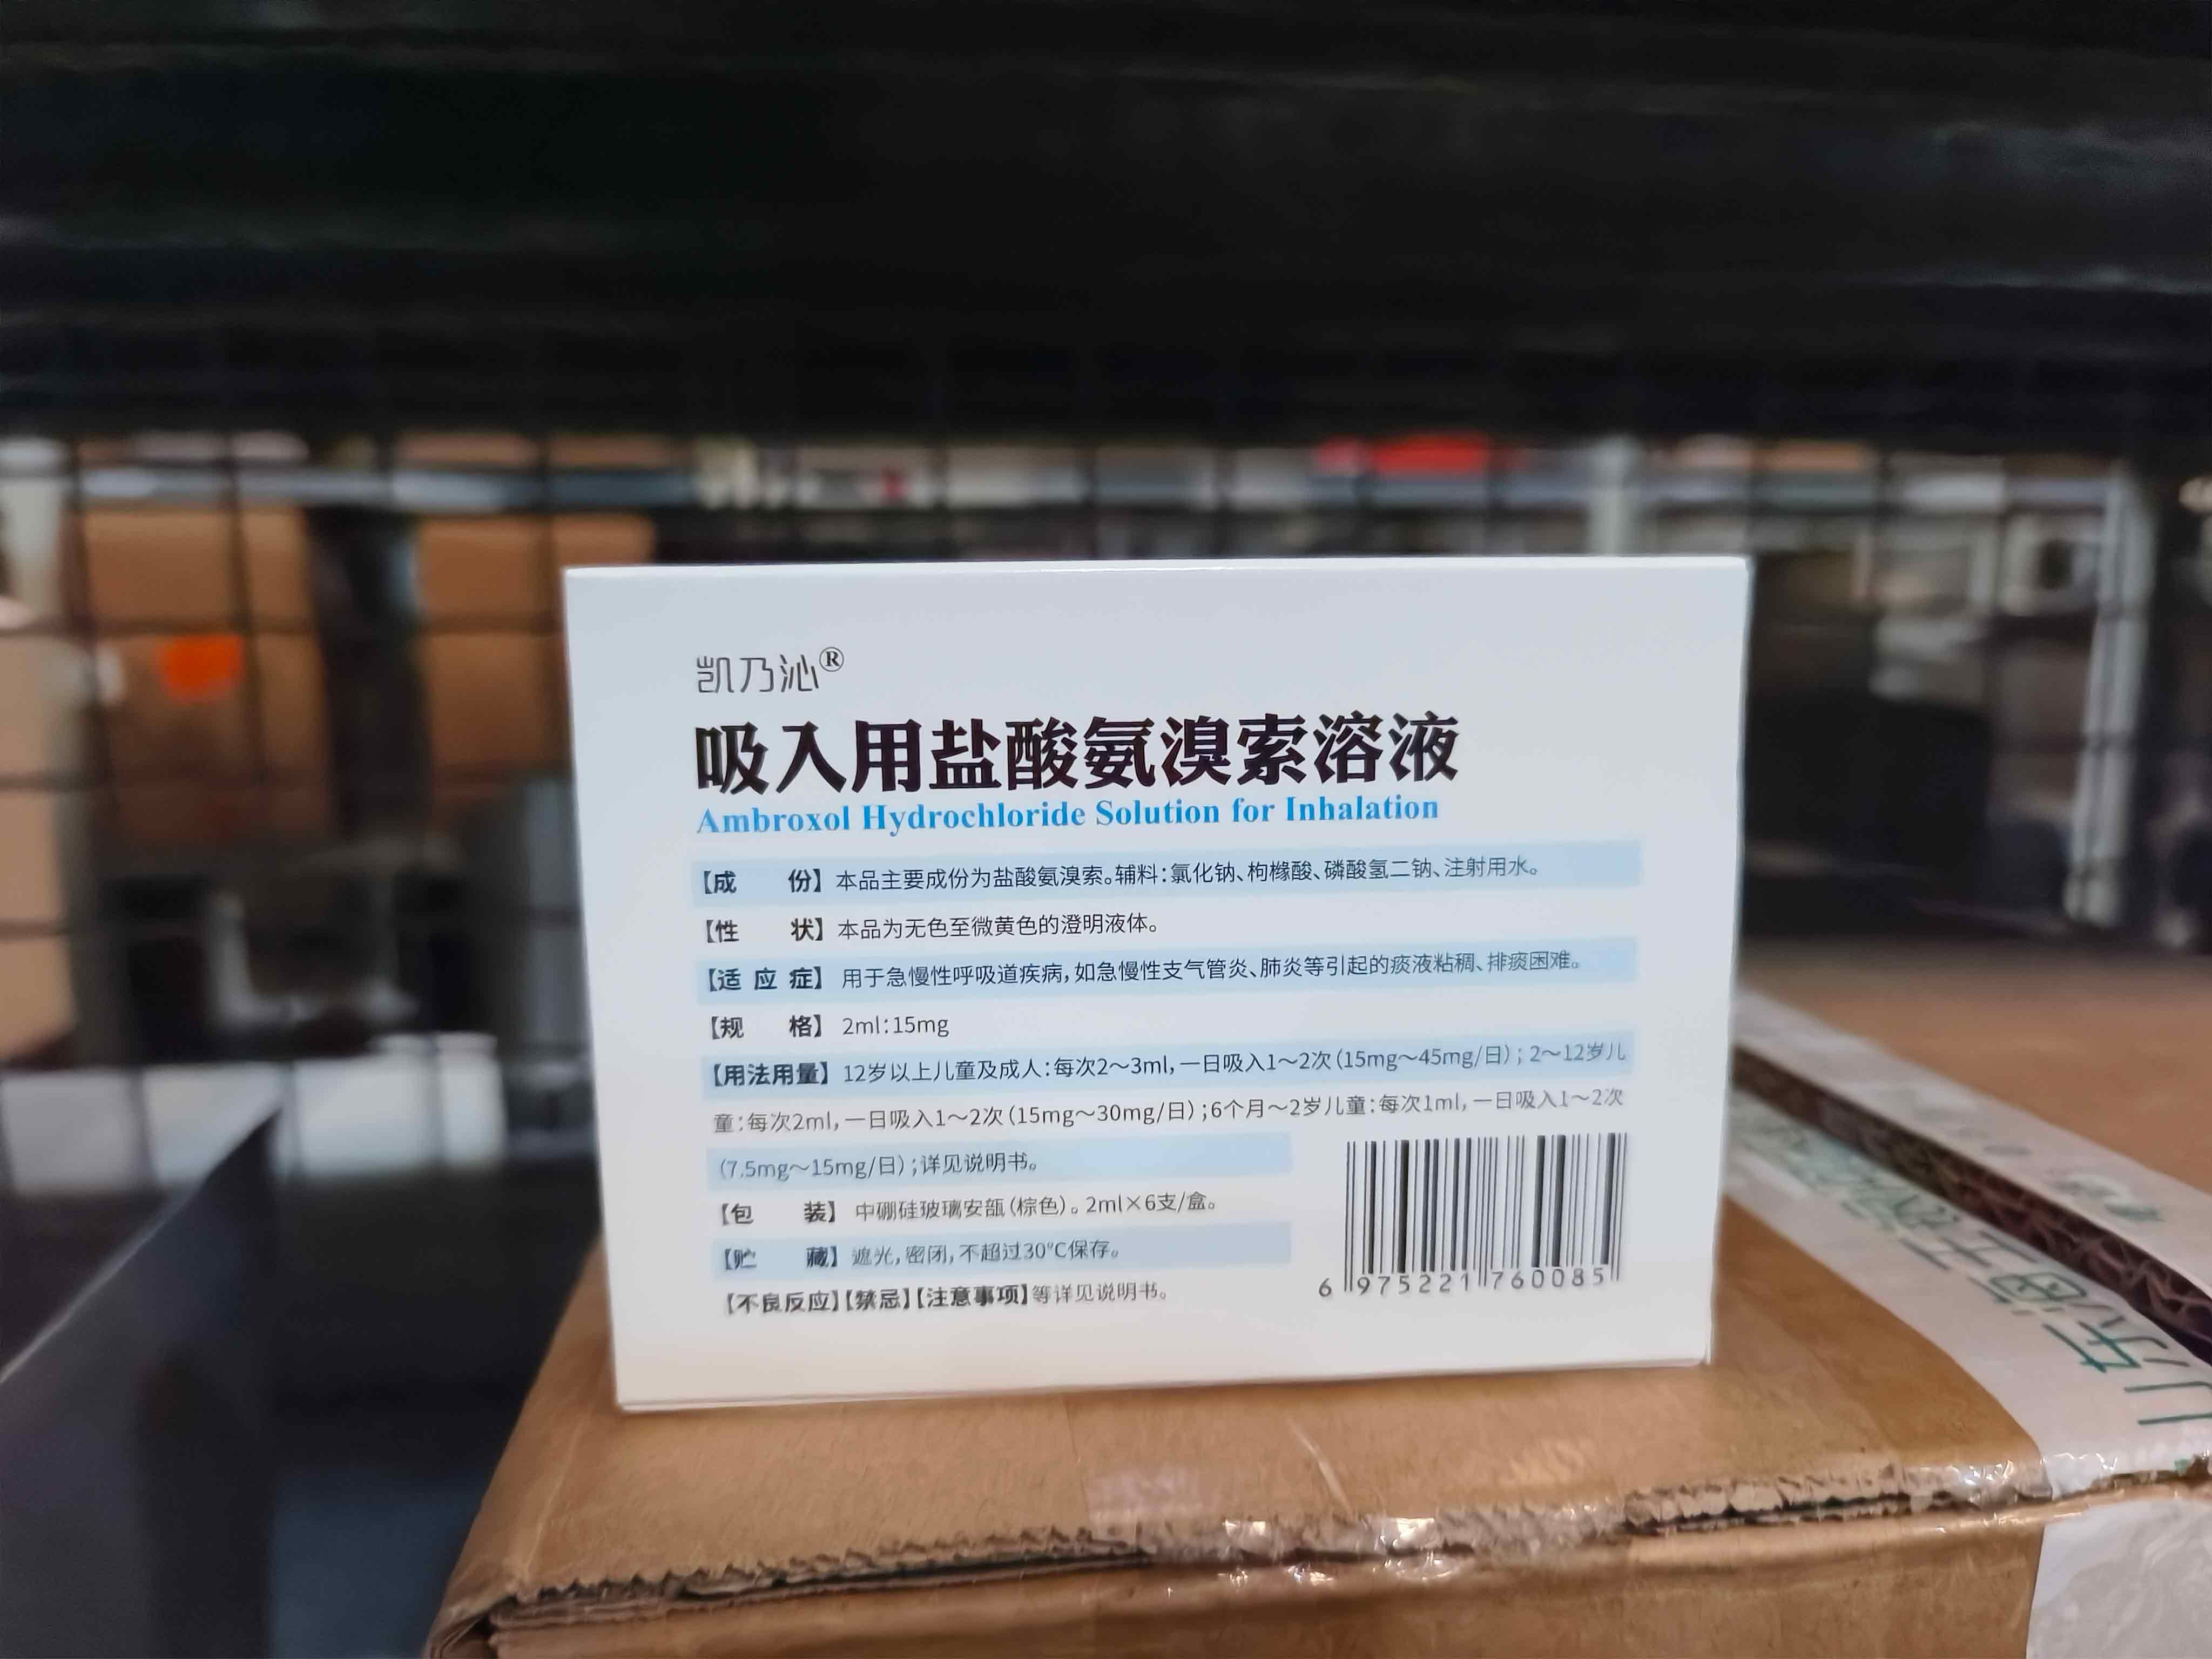 凯乃沁®
吸入用盐酸氨溴索溶液
Ambroxol Hydrochloride Solution for Inhalation
【成 份】本品主要成份为盐酸氨溴索。辅料：氯化钠、枸橼酸、磷酸氢二钠、注射用水。
【性 状】本品为无色至微黄色的澄明液体。
【适 应 症】用于急慢性呼吸道疾病，如急慢性支气管炎、肺炎等引起的痰液粘稠、排痰困难。
【规 格】2ml：15mg
【用法用量】12岁以上儿童及成人：每次2～3ml，一日吸入1～2次（15mg～45mg/日）；2～12岁儿
童：每次2ml，一日吸入1～2次（15mg～30mg/日）；6个月～2岁儿童：每次1ml，一日吸入1～2次
（7.5mg～15mg/日）；详见说明书。
【包 装】中硼硅玻璃安瓿（棕色）。2ml×6支/盒。
【贮 藏】遮光，密闭，不超过30℃保存。
【不良反应】【禁忌】【注意事项】等详见说明书。
6 975221 760085